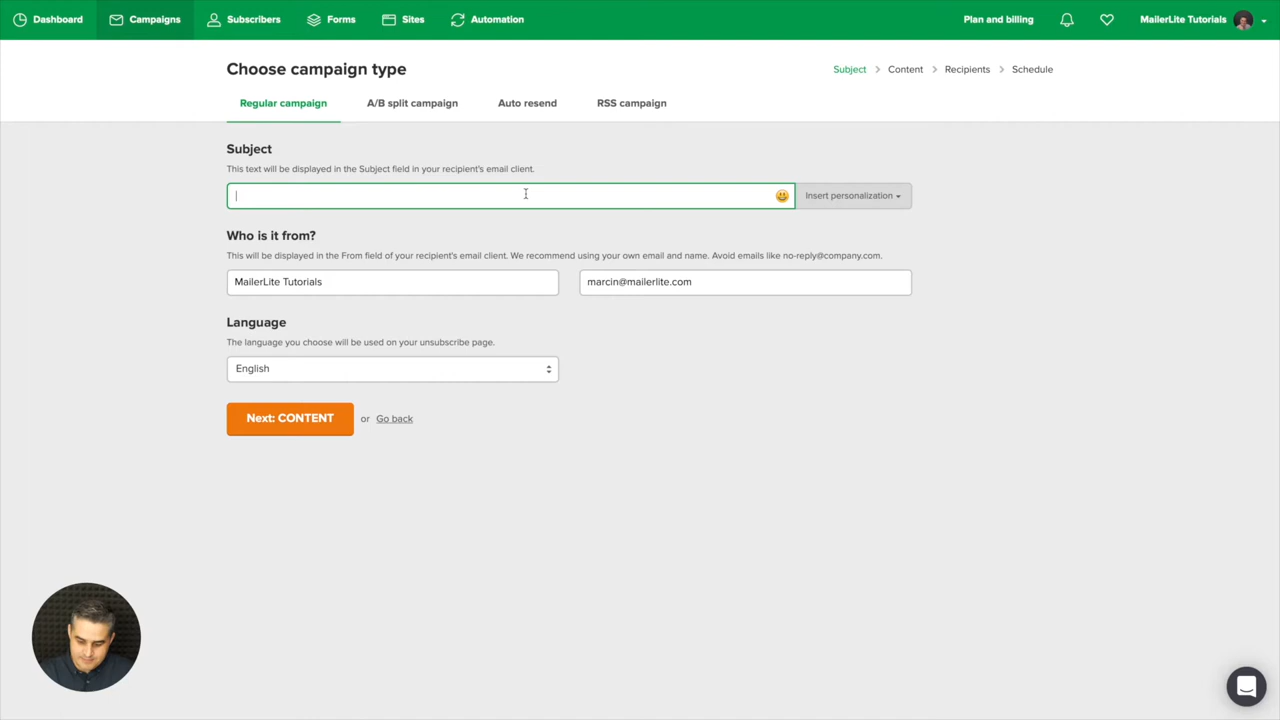 Dashboard Campaigns Subscribers Forms Sites Automation Plan and billing MailerLite Tutorials
Choose campaign type Subject Content Recipients Schedule
Regular campaign A/B split campaign Auto resend RSS campaign
Subject
This text will be displayed in the Subject field in your recipient's email client.
Insert personalization
Who is it from?
This will be displayed in the From field of your recipient's email client. We recommend using your own email and name. Avoid emails like no-reply@company.com.
MailerLite Tutorials marcin@mailerlite.com
Language
The language you choose will be used on your unsubscribe page.
English
Next: CONTENT or Go back